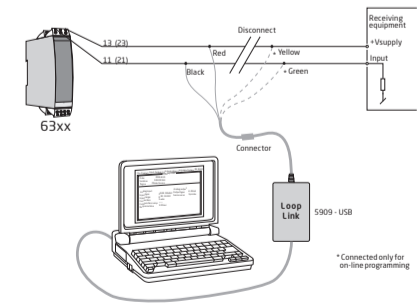 Receiving
equipment
Disconnect
13 (23)
+Vsupply
Red
* Yellow
11 (21)
Input
Black
* Green
63xx
Connector
Loop
Link
5909 - USB
* Connected only for
on-line programming